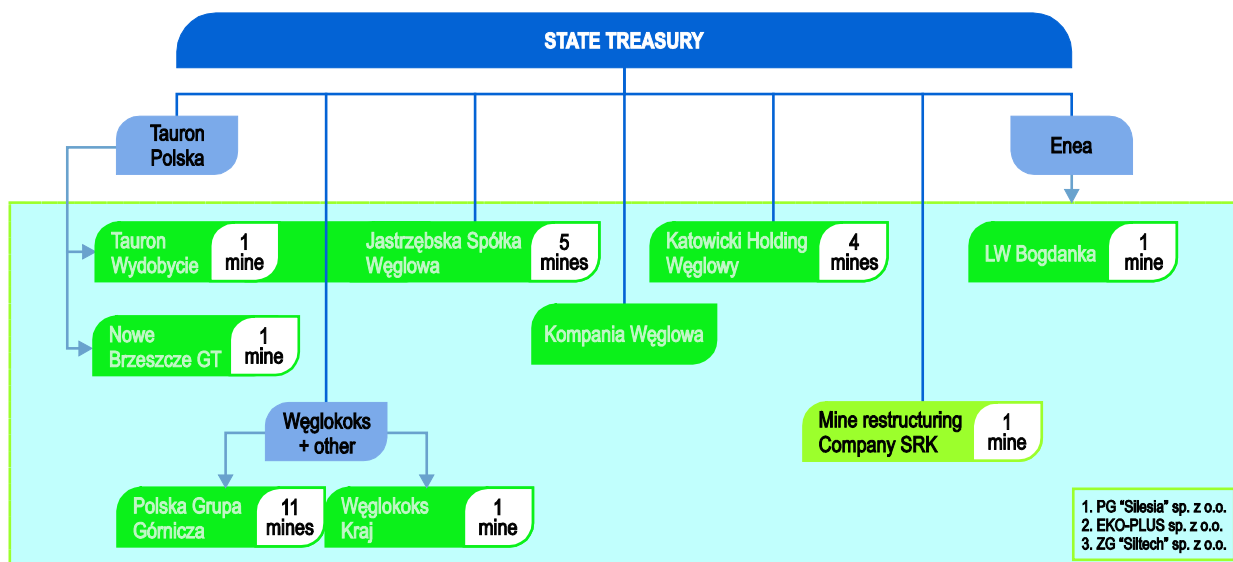 STATE TREASURY
Tauron
Polska
Enea
Tauron
Wydobycie
1
mine
Jastrzębska Spółka
Węglowa
5
mines
Katowicki Holding
Węglowy
4
mines
LW Bogdanka
1
mine
Nowe
Brzeszcze GT
1
mine
Kompania Węglowa
Węglokoks
+ other
Mine restructuring
Company SRK
1
mine
Polska Grupa
Górnicza
11
mines
Węglokoks
Kraj
1
mine
1. PG “Silesia” sp. z o.o.
2. EKO-PLUS sp. z o.o.
3. ZG “Siltech” sp. z o.o.